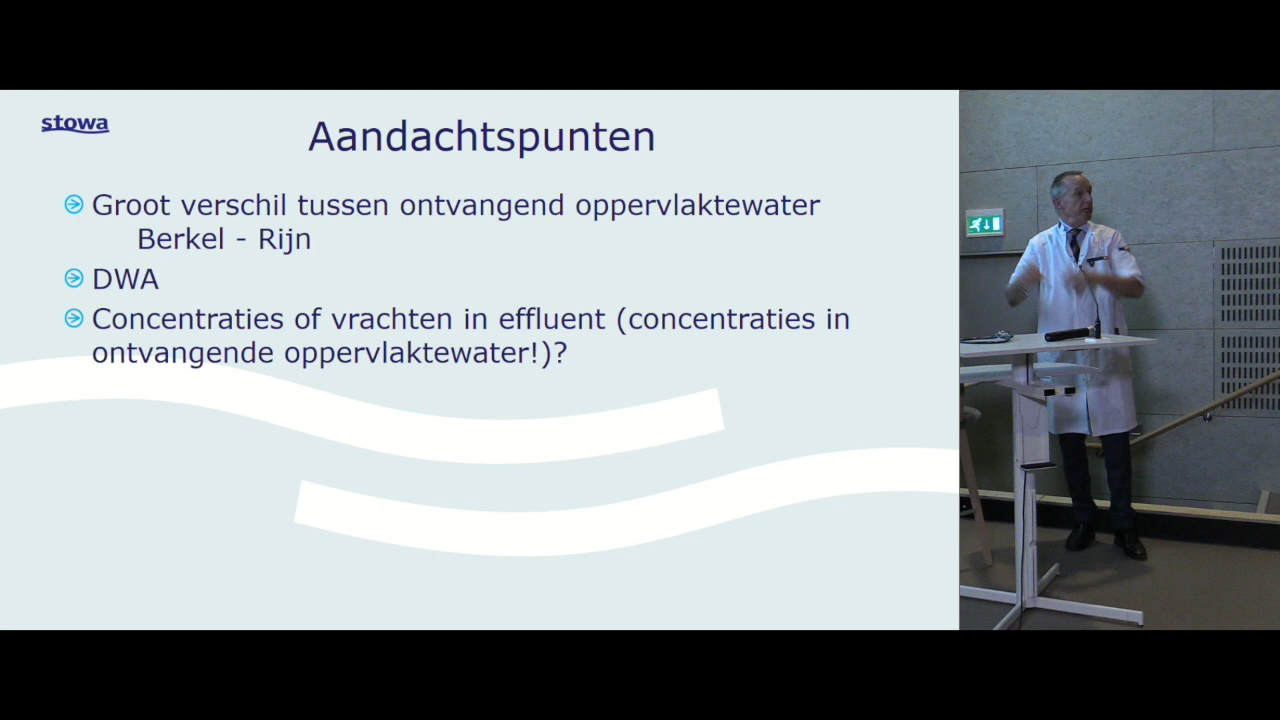 stowa
Aandachtspunten
Groot verschil tussen ontvangend oppervlaktewater
Berkel - Rijn
DWA
Concentraties of vrachten in effluent (concentraties in
ontvangende oppervlaktewater!)?